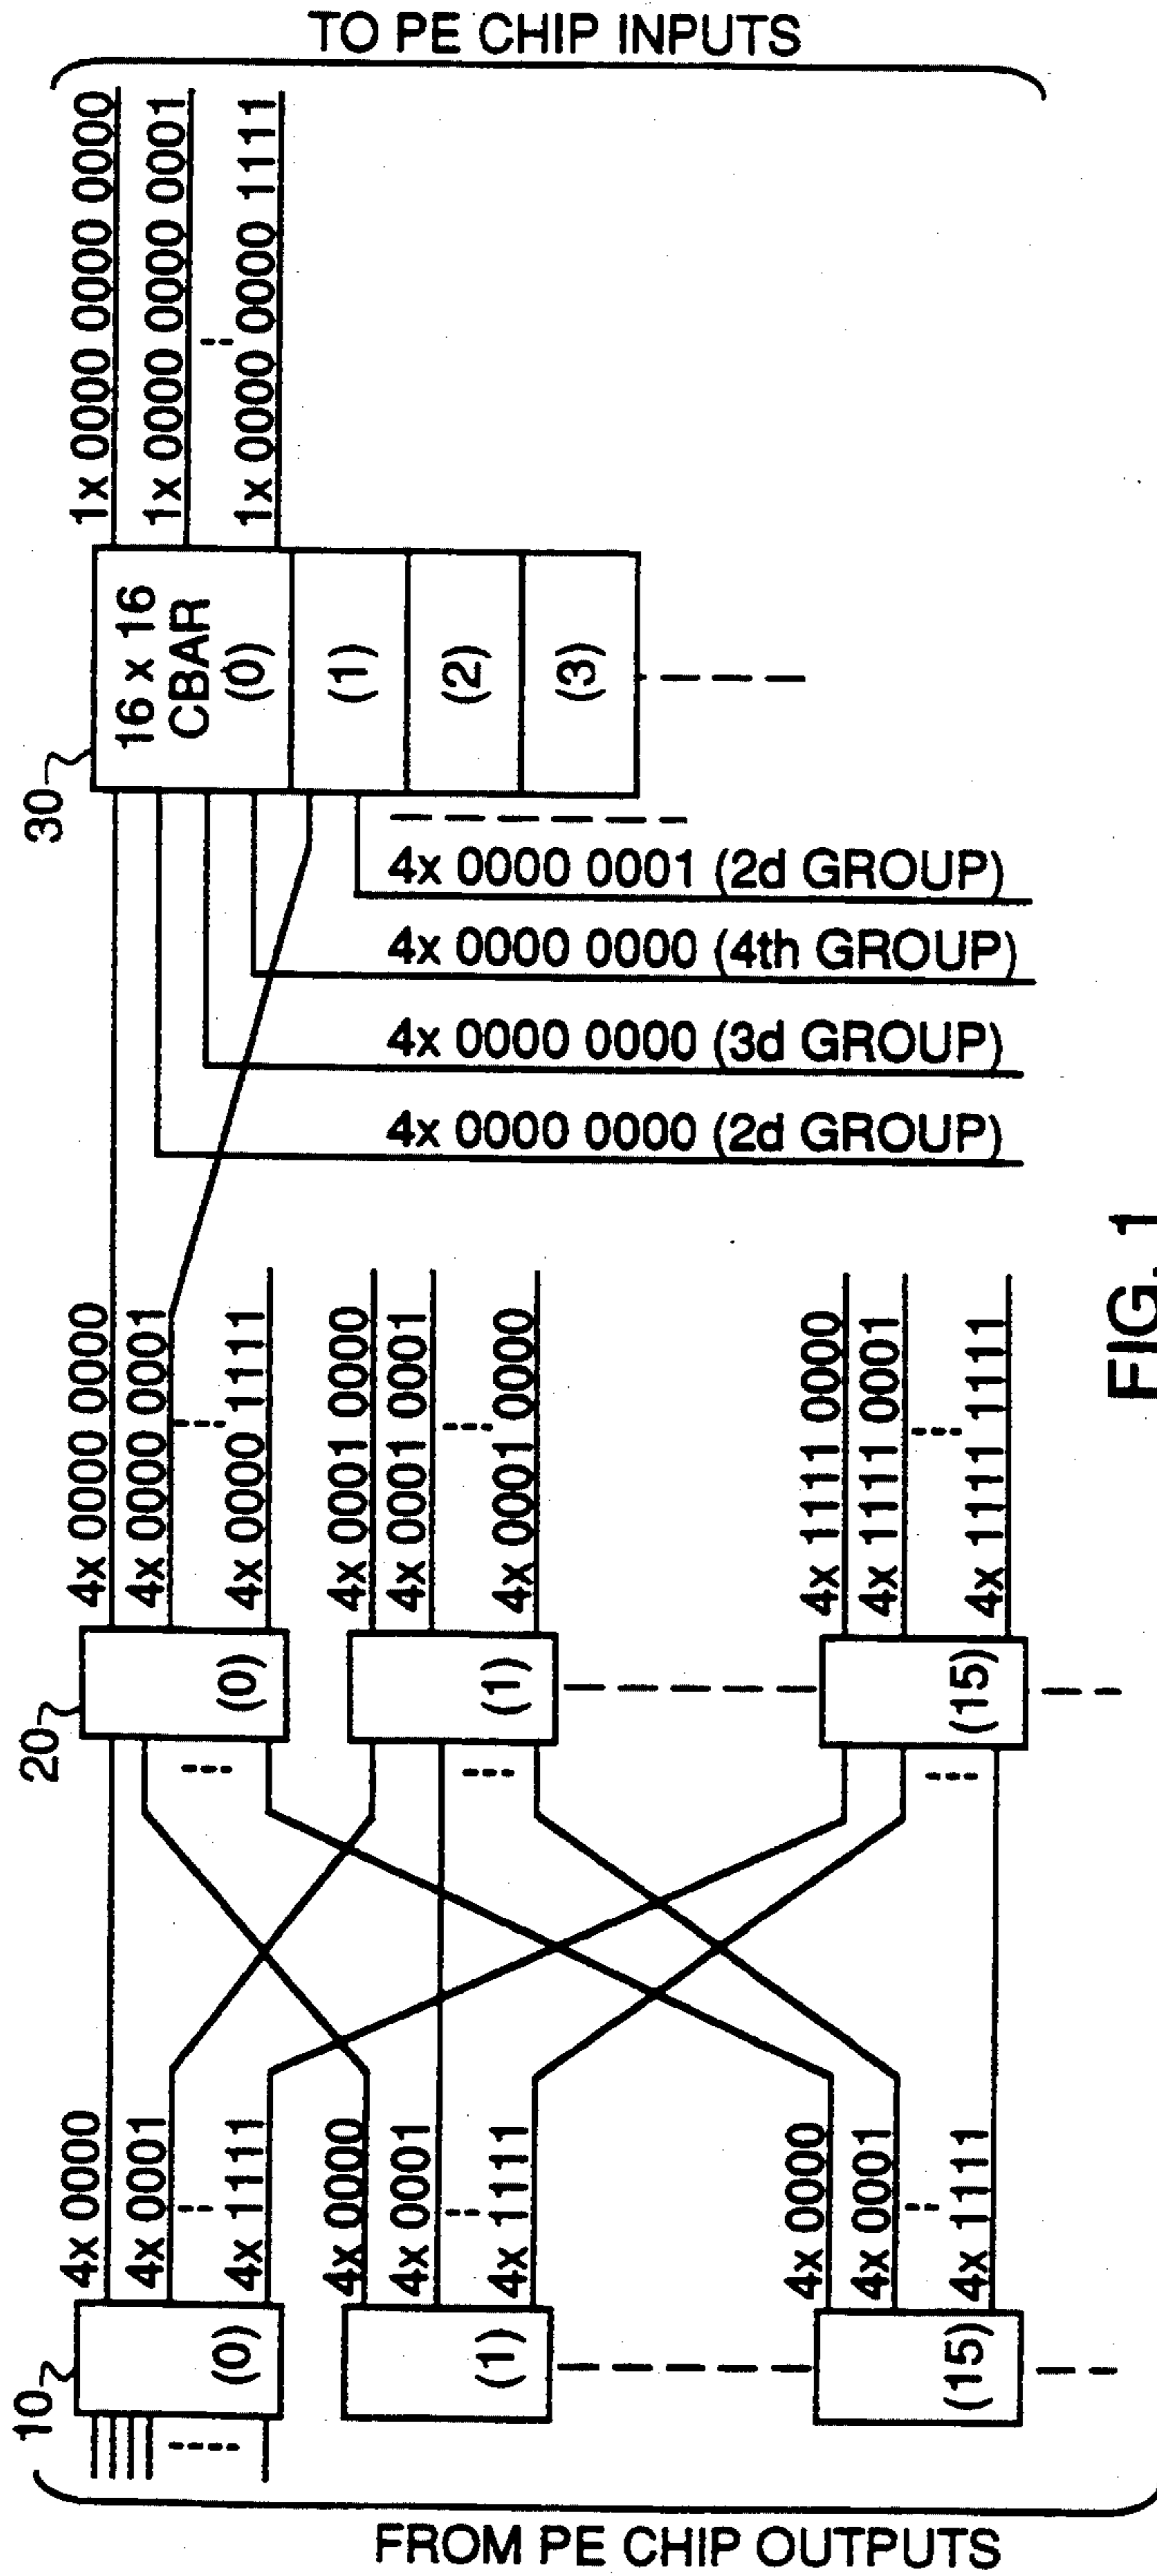 FROM PE CHIP OUTPUTS
10
(0)
4x 0000
4x 0001
4x 1111
(1)
4x 0000
4x 0001
4x 1111
(15)
4x 0000
4x 0001
4x 1111
20
(0)
4x 0000 0000
4x 0000 0001
4x 0000 1111
(1)
4x 0001 0000
4x 0001 0001
4x 0001 0000
(15)
4x 1111 0000
4x 1111 0001
4x 1111 1111
4x 0000 0000 (2d GROUP)
4x 0000 0000 (3d GROUP)
4x 0000 0000 (4th GROUP)
4x 0000 0001 (2d GROUP)
30
16 x 16
CBAR
(0)
(1)
(2)
(3)
1x 0000 0000 0000
1x 0000 0000 0001
1x 0000 0000 1111
TO PE CHIP INPUTS
FIG. 1